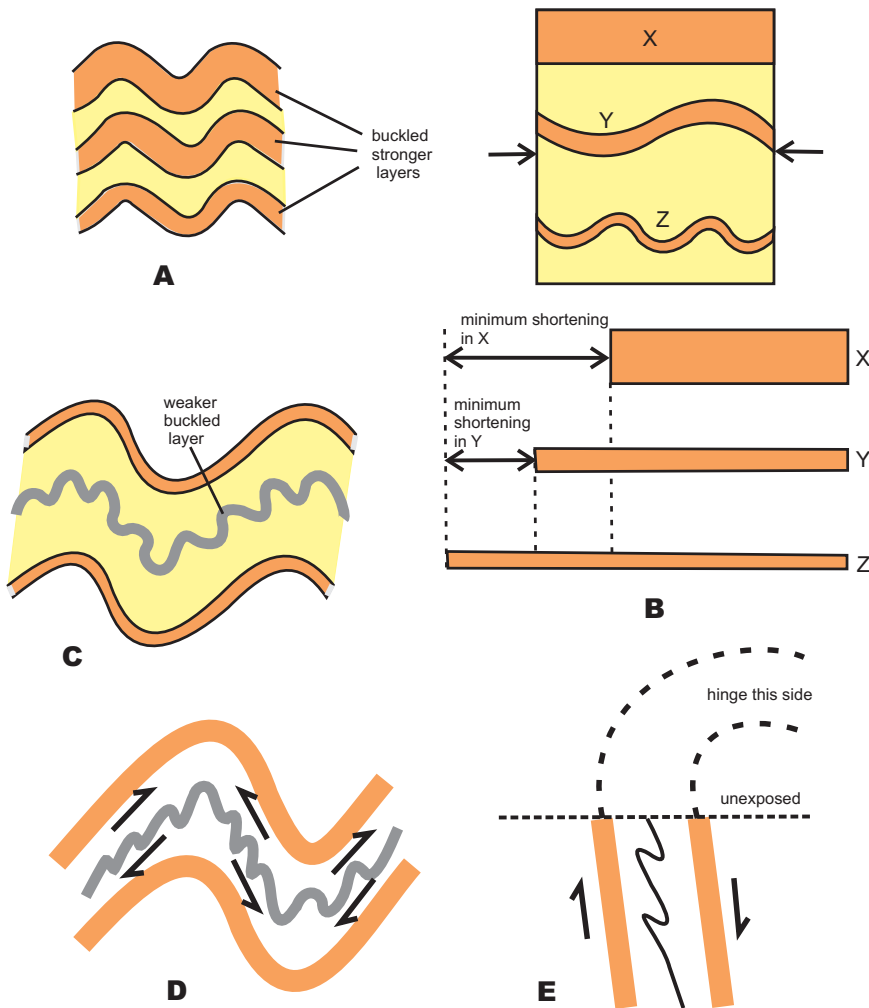 X
Y
Z
buckled
stronger
layers
A
minimum shortening
in X
X
minimum
shortening
in Y
Y
Z
B
weaker
buckled
layer
C
hinge this side
unexposed
D
E